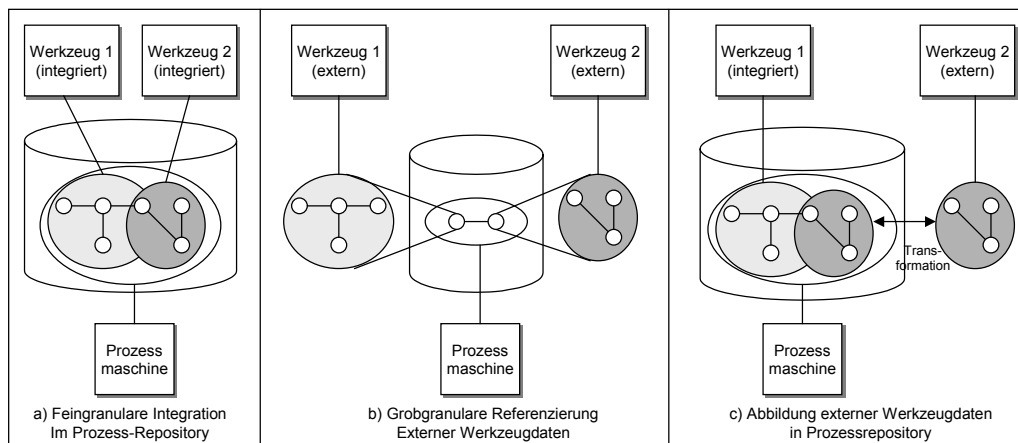 Werkzeug 1
(integriert)
Werkzeug 2
(integriert)
Prozess
maschine
a) Feingranulare Integration
Im Prozess-Repository
Werkzeug 1
(extern)
Werkzeug 2
(extern)
Prozess
maschine
b) Grobgranulare Referenzierung
Externer Werkzeugdaten
Werkzeug 1
(integriert)
Werkzeug 2
(extern)
Trans-
formation
Prozess
maschine
c) Abbildung externer Werkzeugdaten
in Prozessrepository